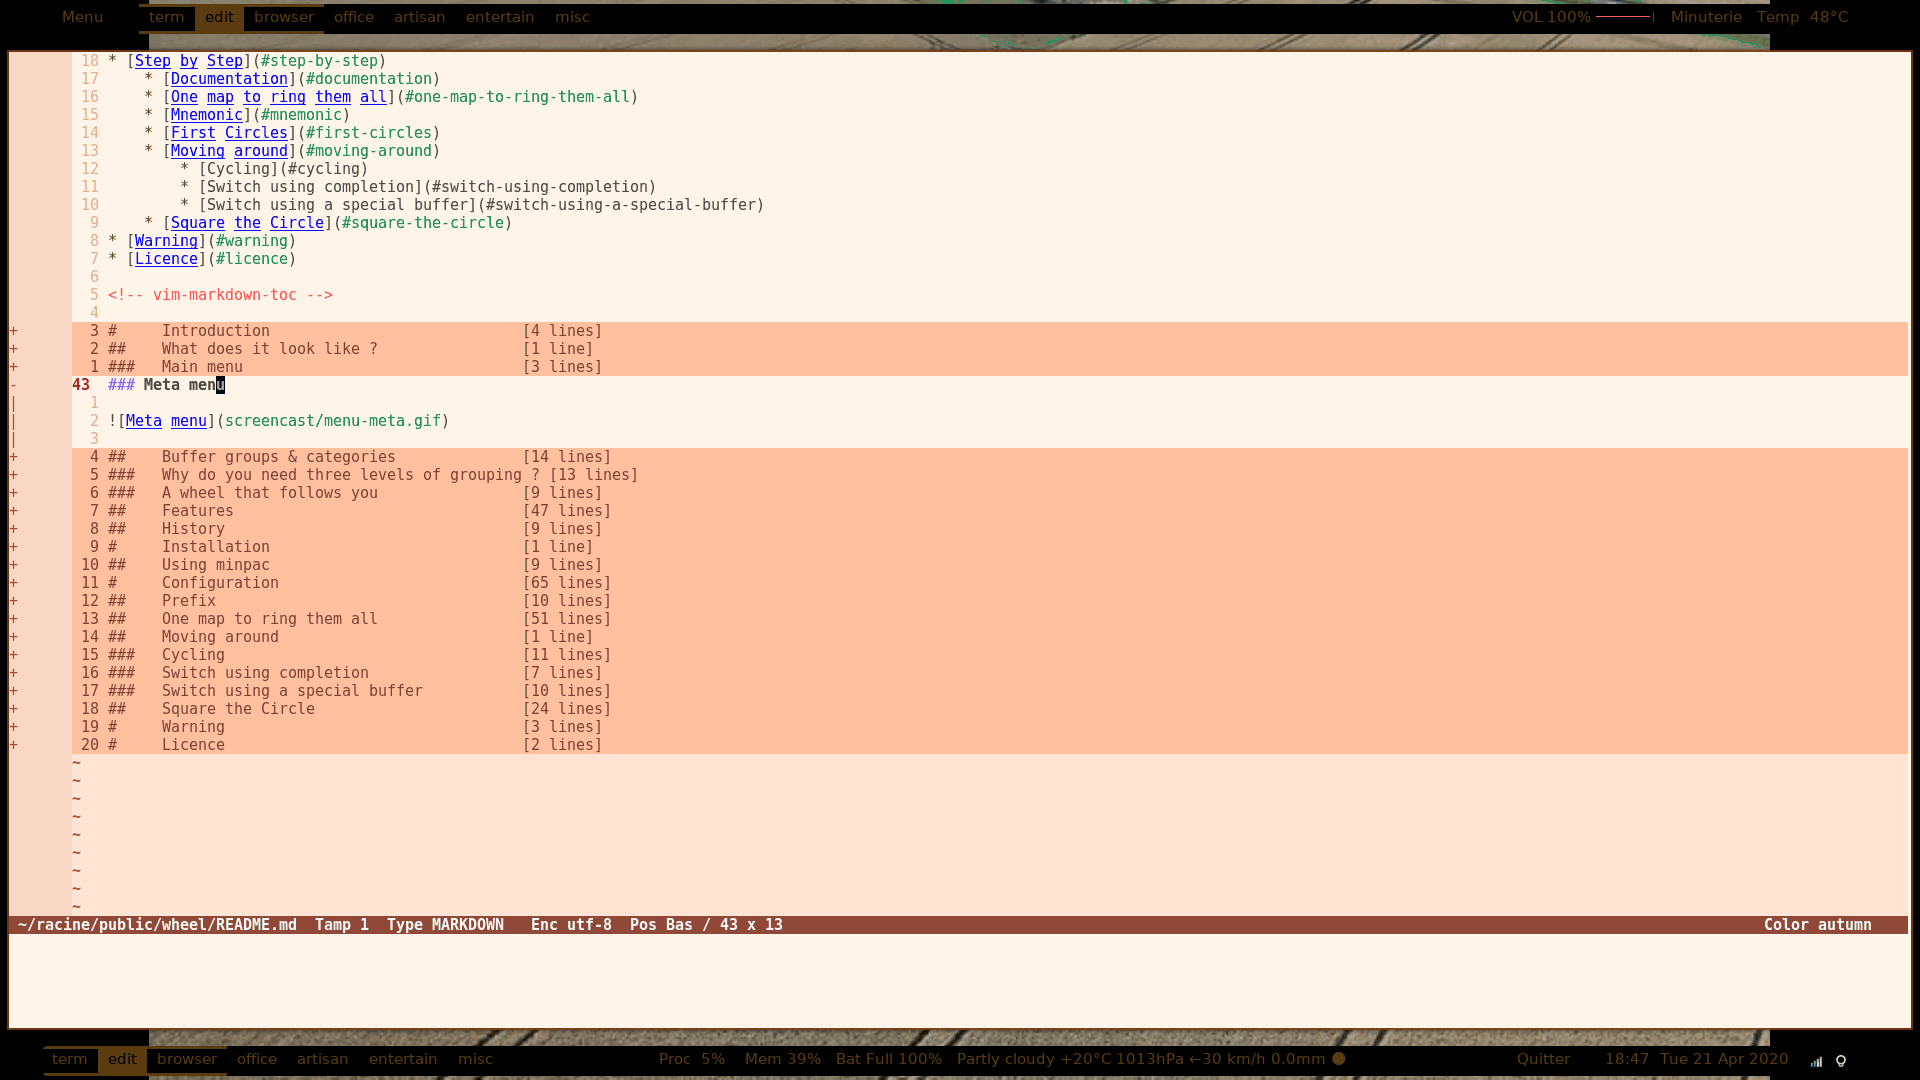 Menu term edit browser office artisan entertain misc VOL 100% Minuterie Temp 48°C
18 * [Step by Step](#step-by-step)
17     * [Documentation](#documentation)
16     * [One map to ring them all](#one-map-to-ring-them-all)
15     * [Mnemonic](#mnemonic)
14     * [First Circles](#first-circles)
13     * [Moving around](#moving-around)
12         * [Cycling](#cycling)
11         * [Switch using completion](#switch-using-completion)
10         * [Switch using a special buffer](#switch-using-a-special-buffer)
9     * [Square the Circle](#square-the-circle)
8 * [Warning](#warning)
7 * [Licence](#licence)
6
5 <!-- vim-markdown-toc -->
4
+ 3 #     Introduction [4 lines]
+ 2 ##    What does it look like ? [1 line]
+ 1 ###   Main menu [3 lines]
- 43 ### Meta menu
| 1
| 2 ![Meta menu](screencast/menu-meta.gif)
| 3
+ 4 ##    Buffer groups & categories [14 lines]
+ 5 ###   Why do you need three levels of grouping ? [13 lines]
+ 6 ###   A wheel that follows you [9 lines]
+ 7 ##    Features [47 lines]
+ 8 ##    History [9 lines]
+ 9 #     Installation [1 line]
+ 10 ##    Using minpac [9 lines]
+ 11 #     Configuration [65 lines]
+ 12 ##    Prefix [10 lines]
+ 13 ##    One map to ring them all [51 lines]
+ 14 ##    Moving around [1 line]
+ 15 ###   Cycling [11 lines]
+ 16 ###   Switch using completion [7 lines]
+ 17 ###   Switch using a special buffer [10 lines]
+ 18 ##    Square the Circle [24 lines]
+ 19 #     Warning [3 lines]
+ 20 #     Licence [2 lines]
~
~
~
~
~
~
~
~
~
~/racine/public/wheel/README.md  Tamp 1  Type MARKDOWN   Enc utf-8  Pos Bas / 43 x 13 Color autumn
term edit browser office artisan entertain misc Proc 5% Mem 39% Bat Full 100% Partly cloudy +20°C 1013hPa ←30 km/h 0.0mm Quitter 18:47 Tue 21 Apr 2020